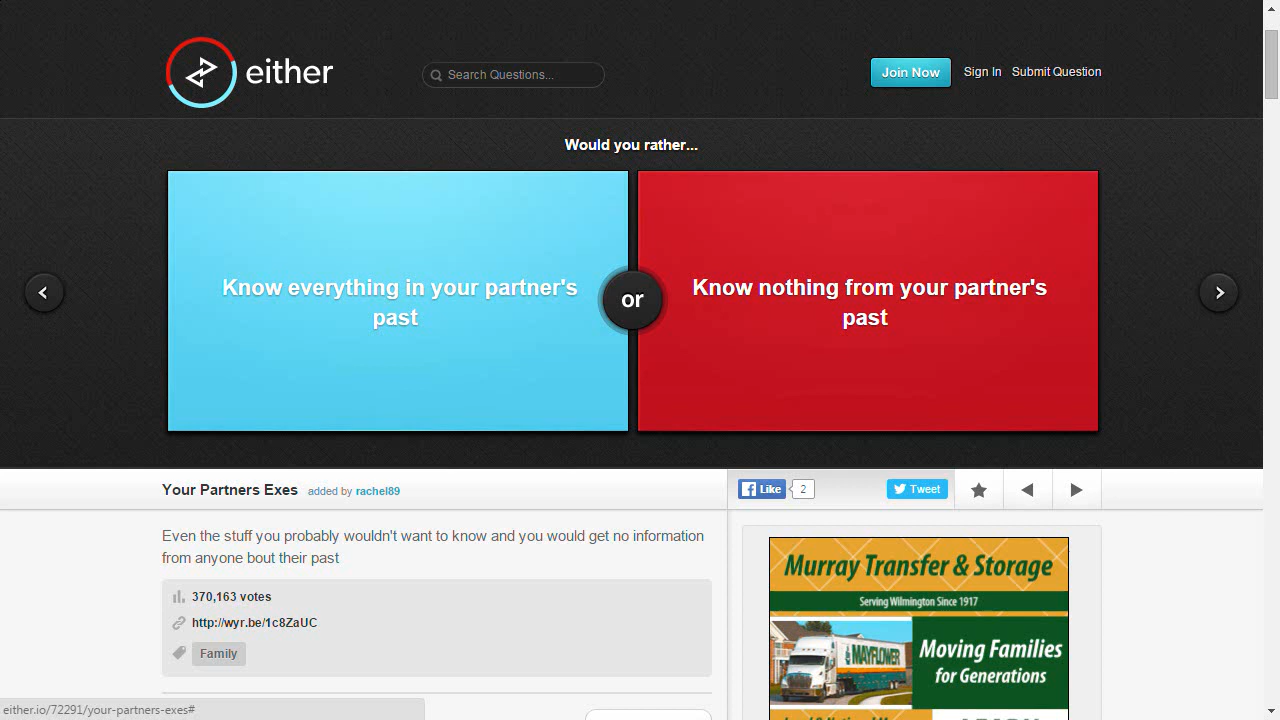 either
Search Questions...
Join Now
Sign In
Submit Question
Would you rather...
Know everything in your partner's
past
or
Know nothing from your partner's
past
Your Partners Exes
added by rachel89
Like
2
Tweet
Even the stuff you probably wouldn't want to know and you would get no information
from anyone bout their past
370,163 votes
http://wyr.be/1c8ZaUC
Family
Murray Transfer & Storage
Serving Wilmington Since 1917
MAYFLOWER
Moving Families
for Generations
either.io/72291/your-partners-exes#